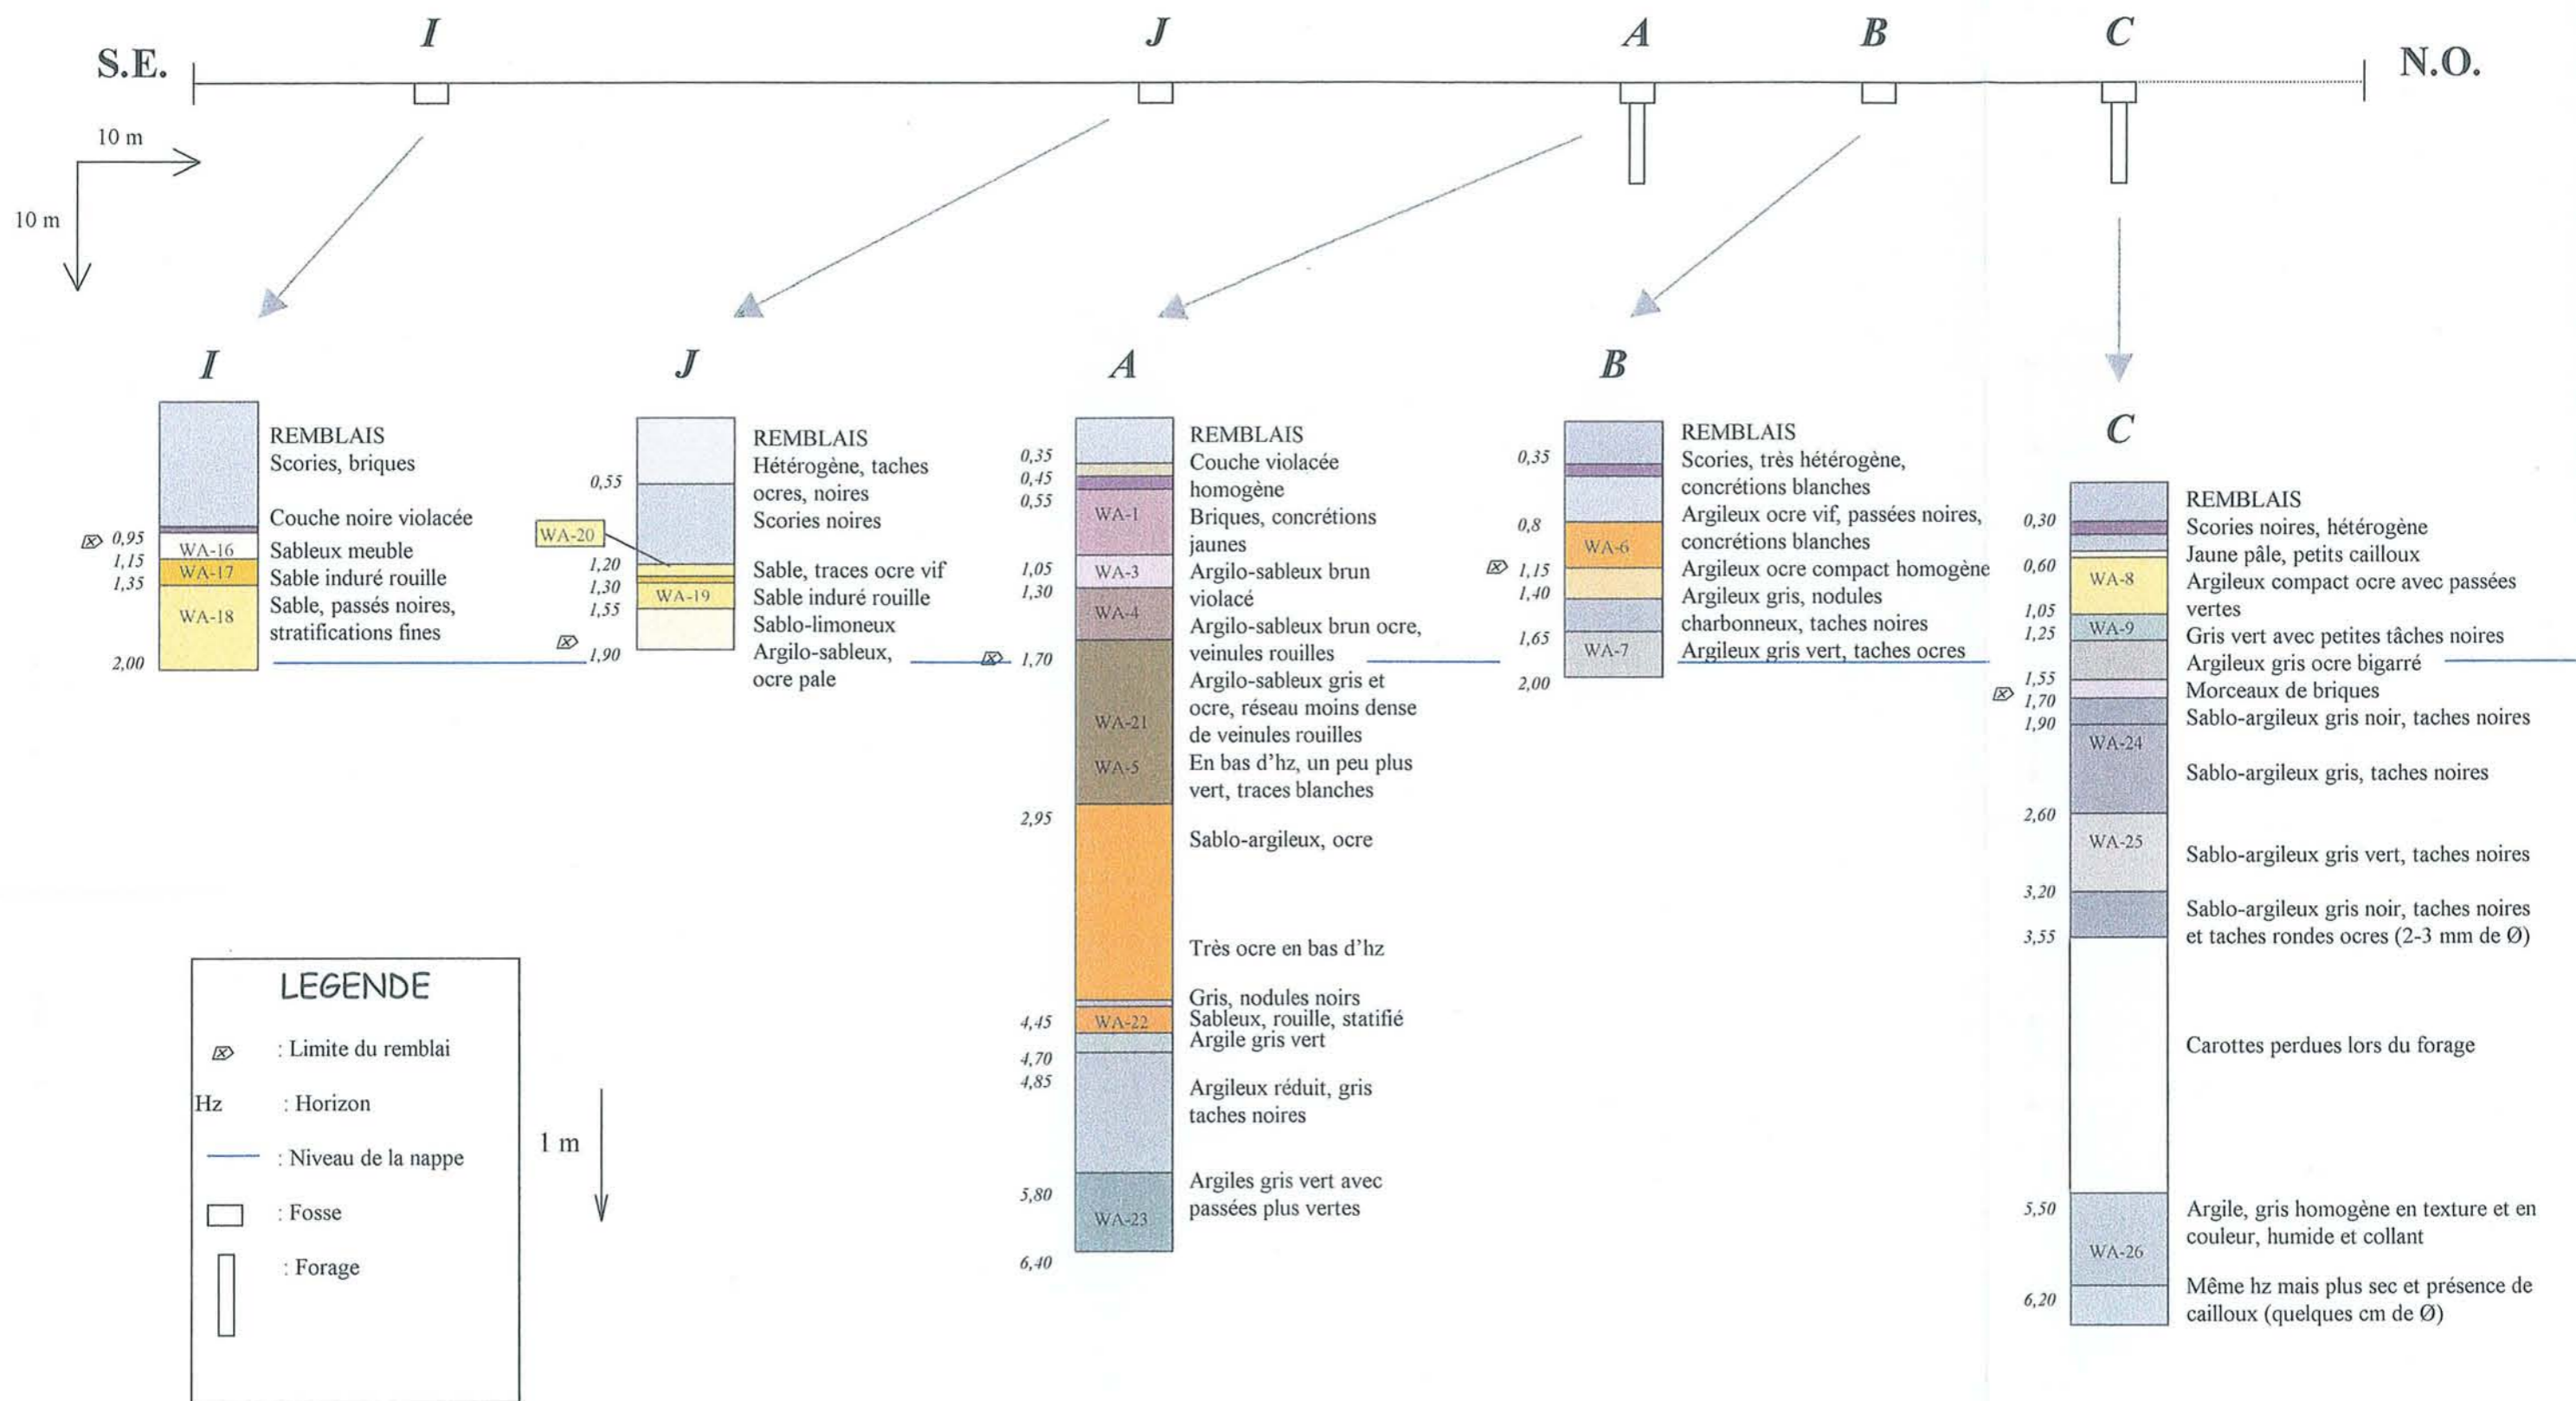 S.E.
I
J
A
B
C
N.O.
10 m
10 m
I
0,95
1,15
1,35
2,00
WA-16
WA-17
WA-18
REMBLAIS
Scories, briques
Couche noire violacée
Sableux meuble
Sable induré rouille
Sable, passés noires,
stratifications fines
J
0,55
1,20
1,30
1,55
1,90
WA-20
WA-19
REMBLAIS
Hétérogène, taches
ocres, noires
Scories noires
Sable, traces ocre vif
Sable induré rouille
Sablo-limoneux
Argilo-sableux,
ocre pale
A
0,35
0,45
0,55
1,05
1,30
1,70
2,95
4,45
4,70
4,85
5,80
6,40
WA-1
WA-3
WA-4
WA-21
WA-5
WA-22
WA-23
REMBLAIS
Couche violacée
homogène
Briques, concrétions
jaunes
Argilo-sableux brun
violacé
Argilo-sableux brun ocre,
veinules rouilles
Argilo-sableux gris et
ocre, réseau moins dense
de veinules rouilles
En bas d'hz, un peu plus
vert, traces blanches
Sablo-argileux, ocre
Très ocre en bas d'hz
Gris, nodules noirs
Sableux, rouille, statifié
Argile gris vert
Argileux réduit, gris
taches noires
Argiles gris vert avec
passées plus vertes
B
0,35
0,8
1,15
1,40
1,65
2,00
WA-6
WA-7
REMBLAIS
Scories, très hétérogène,
concrétions blanches
Argileux ocre vif, passées noires,
concrétions blanches
Argileux ocre compact homogène
Argileux gris, nodules
charbonneux, taches noires
Argileux gris vert, taches ocres
C
0,30
0,60
1,05
1,25
1,55
1,70
1,90
2,60
3,20
3,55
5,50
6,20
WA-8
WA-9
WA-24
WA-25
WA-26
REMBLAIS
Scories noires, hétérogène
Jaune pâle, petits cailloux
Argileux compact ocre avec passées
vertes
Gris vert avec petites tâches noires
Argileux gris ocre bigarré
Morceaux de briques
Sablo-argileux gris noir, taches noires
Sablo-argileux gris, taches noires
Sablo-argileux gris vert, taches noires
Sablo-argileux gris noir, taches noires
et taches rondes ocres (2-3 mm de Ø)
Carottes perdues lors du forage
Argile, gris homogène en texture et en
couleur, humide et collant
Même hz mais plus sec et présence de
cailloux (quelques cm de Ø)
LEGENDE
: Limite du remblai
Hz : Horizon
: Niveau de la nappe
: Fosse
: Forage
1 m